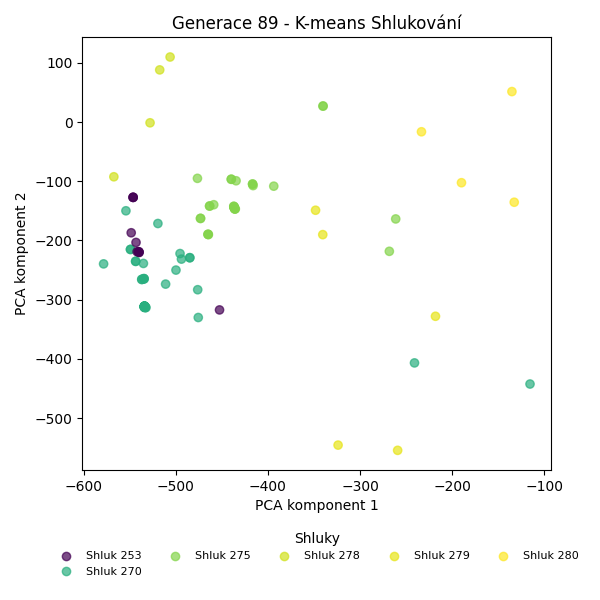 Generace 89 - K-means Shlukování
100
0
−100
−200
−300
−400
−500
PCA komponent 2
−600 −500 −400 −300 −200 −100
PCA komponent 1
Shluky
Shluk 253 Shluk 275 Shluk 278 Shluk 279 Shluk 280
Shluk 270